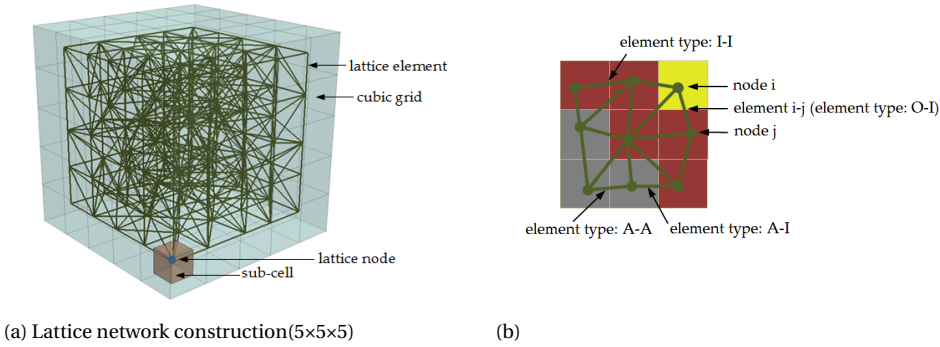 lattice element
cubic grid
lattice node
sub-cell
(a) Lattice network construction(5×5×5)
element type: I-I
node i
element i-j (element type: O-I)
node j
element type: A-A
element type: A-I
(b)